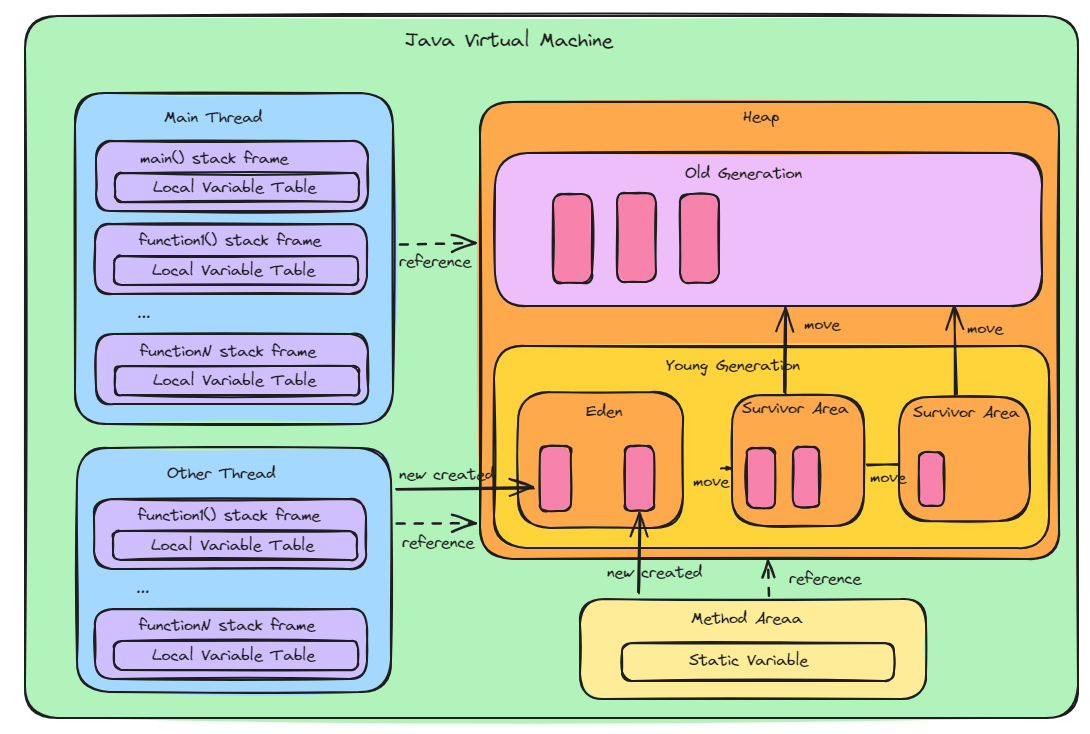 Java Virtual Machine
Main Thread
main() stack frame
Local Variable Table
function1() stack frame
Local Variable Table
...
functionN stack frame
Local Variable Table
reference
Other Thread
function1() stack frame
Local Variable Table
...
functionN stack frame
Local Variable Table
new created
reference
Heap
Old Generation
move
move
Young Generation
Eden
move
Survivor Area
move
Survivor Area
new created
reference
Method Areaa
Static Variable